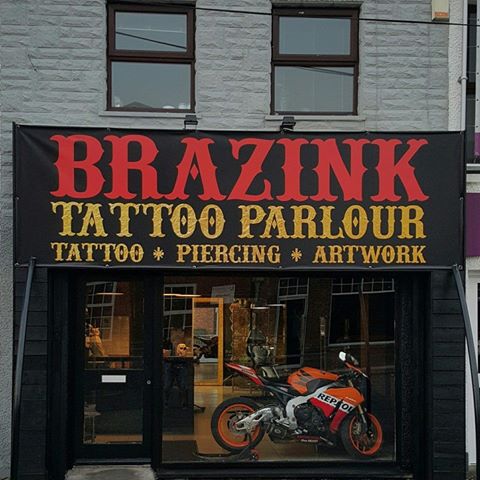 BRAZINK
TATTOO PARLOUR
TATTOO * PIERCING * ARTWORK
REPSOL